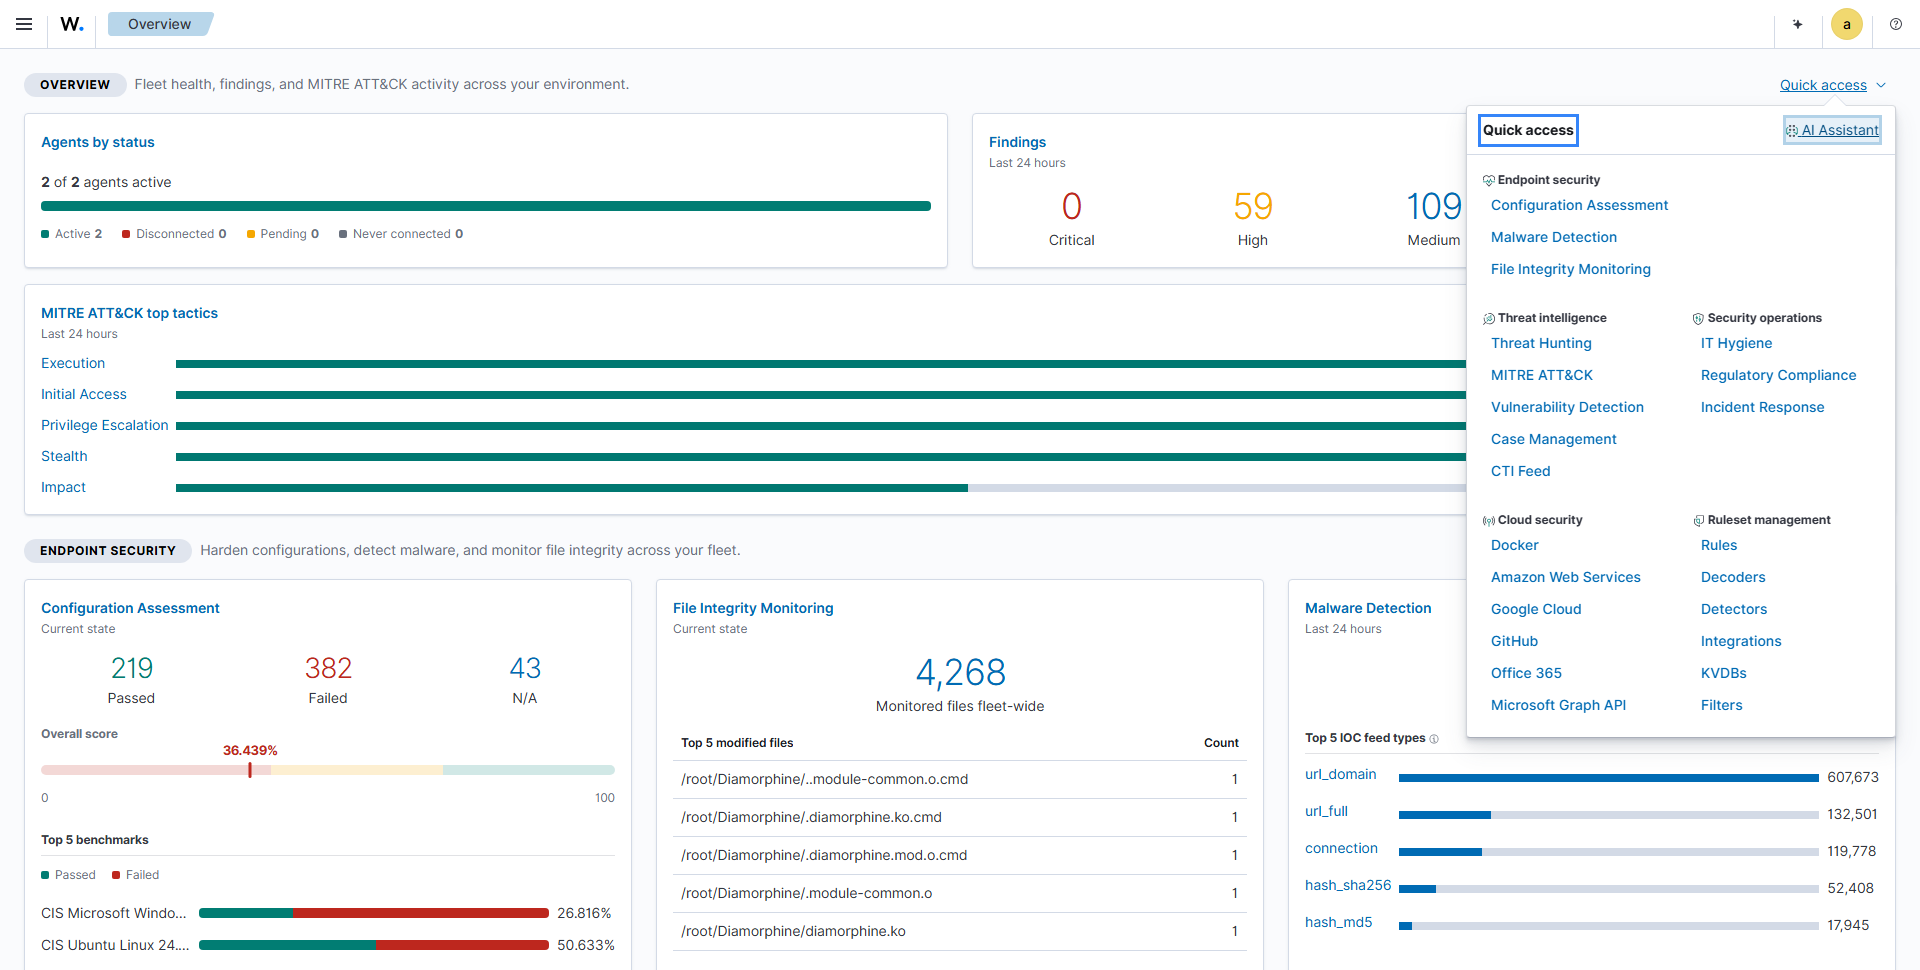 W.
Overview
a
OVERVIEW
Fleet health, findings, and MITRE ATT&CK activity across your environment.
Quick access
Agents by status
2 of 2 agents active
Active 2
Disconnected 0
Pending 0
Never connected 0
Findings
Last 24 hours
0
Critical
59
High
109
Medium
Quick access
AI Assistant
Endpoint security
Configuration Assessment
Malware Detection
File Integrity Monitoring
Threat intelligence
Threat Hunting
MITRE ATT&CK
Vulnerability Detection
Case Management
CTI Feed
Security operations
IT Hygiene
Regulatory Compliance
Incident Response
Cloud security
Docker
Amazon Web Services
Google Cloud
GitHub
Office 365
Microsoft Graph API
Ruleset management
Rules
Decoders
Detectors
Integrations
KVDBs
Filters
MITRE ATT&CK top tactics
Last 24 hours
Execution
Initial Access
Privilege Escalation
Stealth
Impact
ENDPOINT SECURITY
Harden configurations, detect malware, and monitor file integrity across your fleet.
Configuration Assessment
Current state
219
Passed
382
Failed
43
N/A
Overall score
36.439%
0
100
Top 5 benchmarks
Passed
Failed
CIS Microsoft Windo... 26.816%
CIS Ubuntu Linux 24.... 50.633%
File Integrity Monitoring
Current state
4,268
Monitored files fleet-wide
Top 5 modified files Count
/root/Diamorphine/..module-common.o.cmd 1
/root/Diamorphine/.diamorphine.ko.cmd 1
/root/Diamorphine/.diamorphine.mod.o.cmd 1
/root/Diamorphine/.module-common.o 1
/root/Diamorphine/diamorphine.ko 1
Malware Detection
Last 24 hours
Top 5 IOC feed types
url_domain 607,673
url_full 132,501
connection 119,778
hash_sha256 52,408
hash_md5 17,945